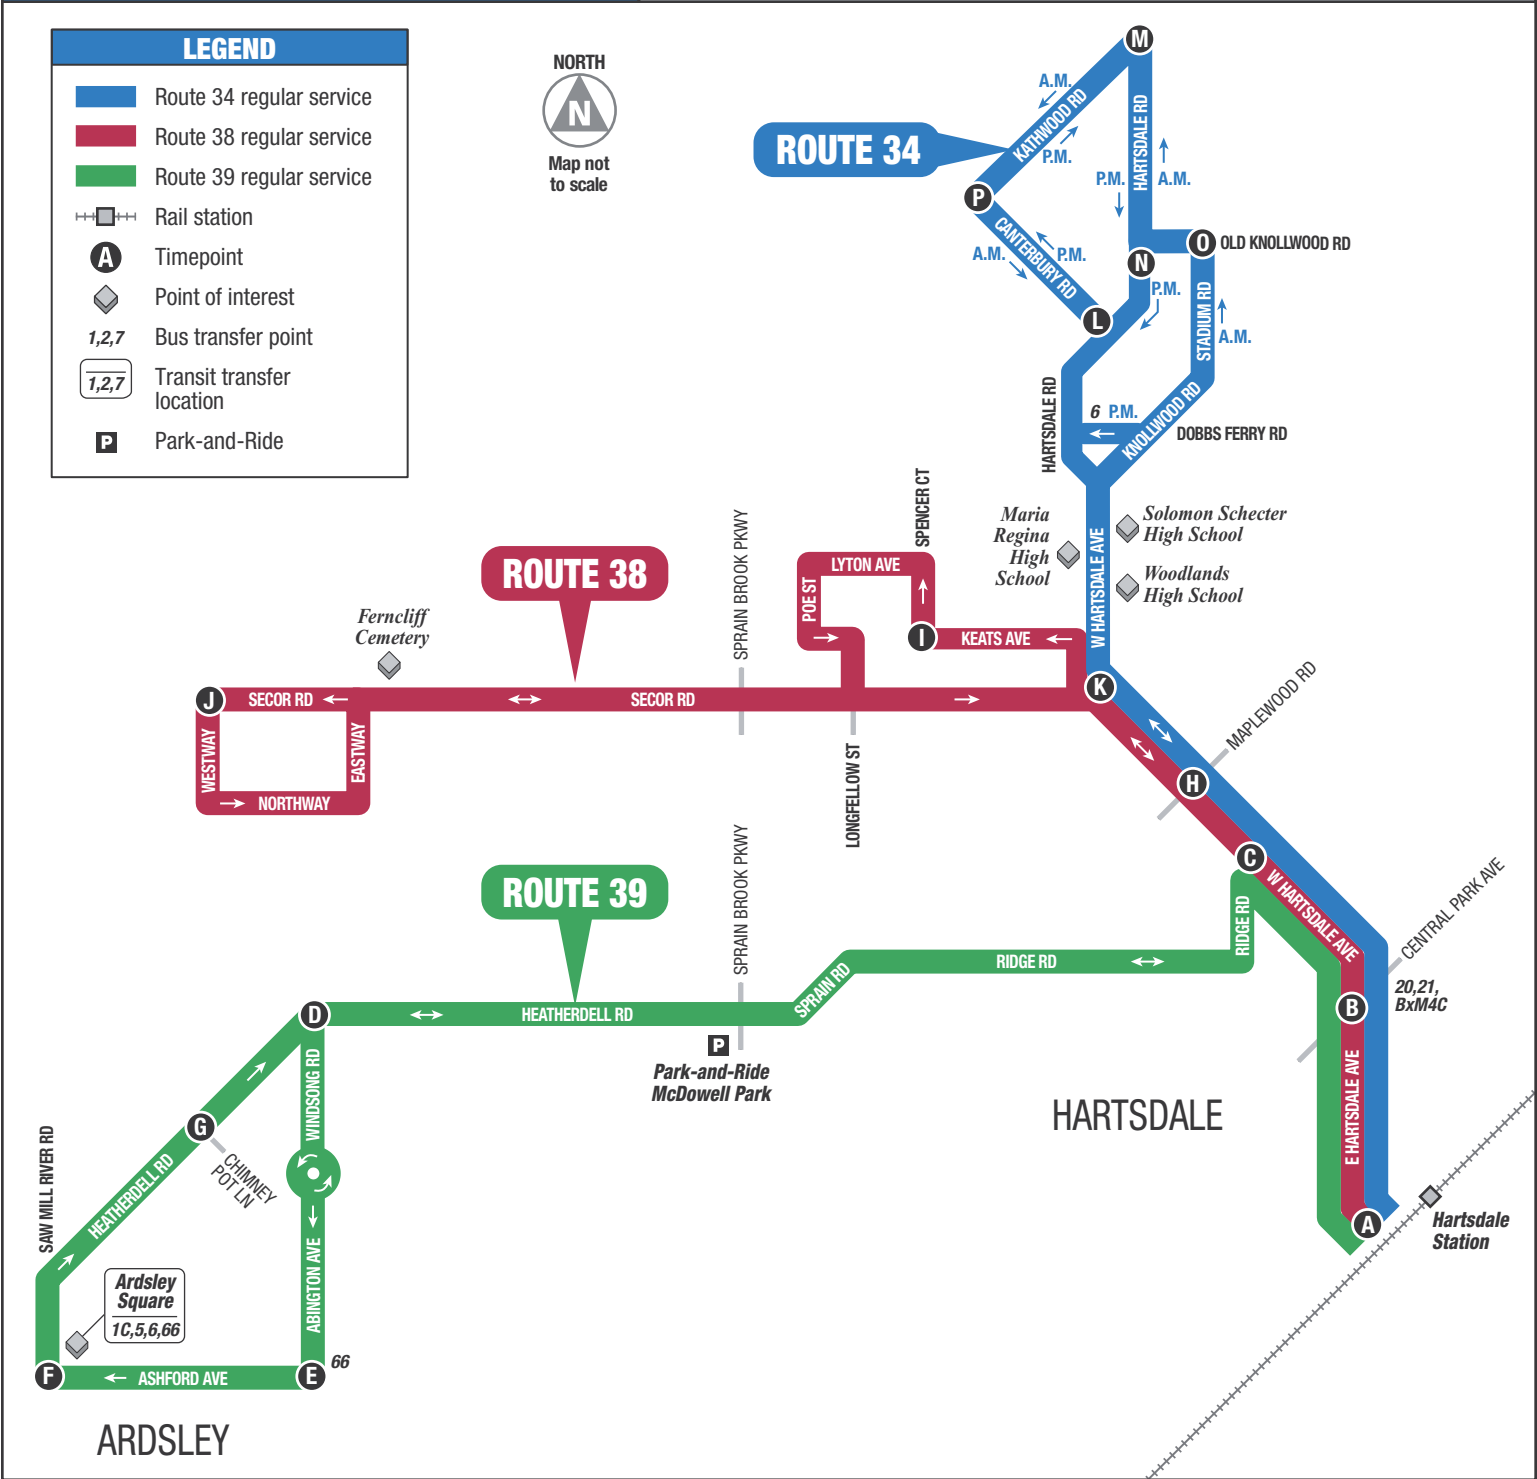 LEGEND
Route 34 regular service
Route 38 regular service
Route 39 regular service
Rail station
A
Timepoint
Point of interest
1,2,7
Bus transfer point
1,2,7
Transit transfer
location
P
Park-and-Ride
NORTH
N
Map not
to scale
ROUTE 34
M
A.M.
KATHWOOD RD
P.M.
HARTSDALE RD
P.M.
A.M.
P
CANTERBURY RD
A.M.
P.M.
O
OLD KNOLLWOOD RD
N
P.M.
L
STADIUM RD
A.M.
HARTSDALE RD
6
P.M.
KNOLLWOOD RD
DOBBS FERRY RD
Maria
Regina
High
School
W HARTSDALE AVE
Solomon Schecter
High School
Woodlands
High School
ROUTE 38
SPRAIN BROOK PKWY
SPENCER CT
LYTON AVE
POE ST
I
KEATS AVE
Ferncliff
Cemetery
J
SECOR RD
SECOR RD
K
WESTWAY
EASTWAY
NORTHWAY
LONGFELLOW ST
MAPLEWOOD RD
H
C
W HARTSDALE AVE
CENTRAL PARK AVE
20,21,
BxM4C
ROUTE 39
SPRAIN BROOK PKWY
RIDGE RD
RIDGE RD
SPRAIN RD
B
D
HEATHERDELL RD
P
Park-and-Ride
McDowell Park
E HARTSDALE AVE
HARTSDALE
WINDSONG RD
G
CHIMNEY
POT LN
SAW MILL RIVER RD
HEATHERDELL RD
A
Hartsdale
Station
ABINGTON AVE
Ardsley
Square
1C,5,6,66
66
F
ASHFORD AVE
E
ARDSLEY